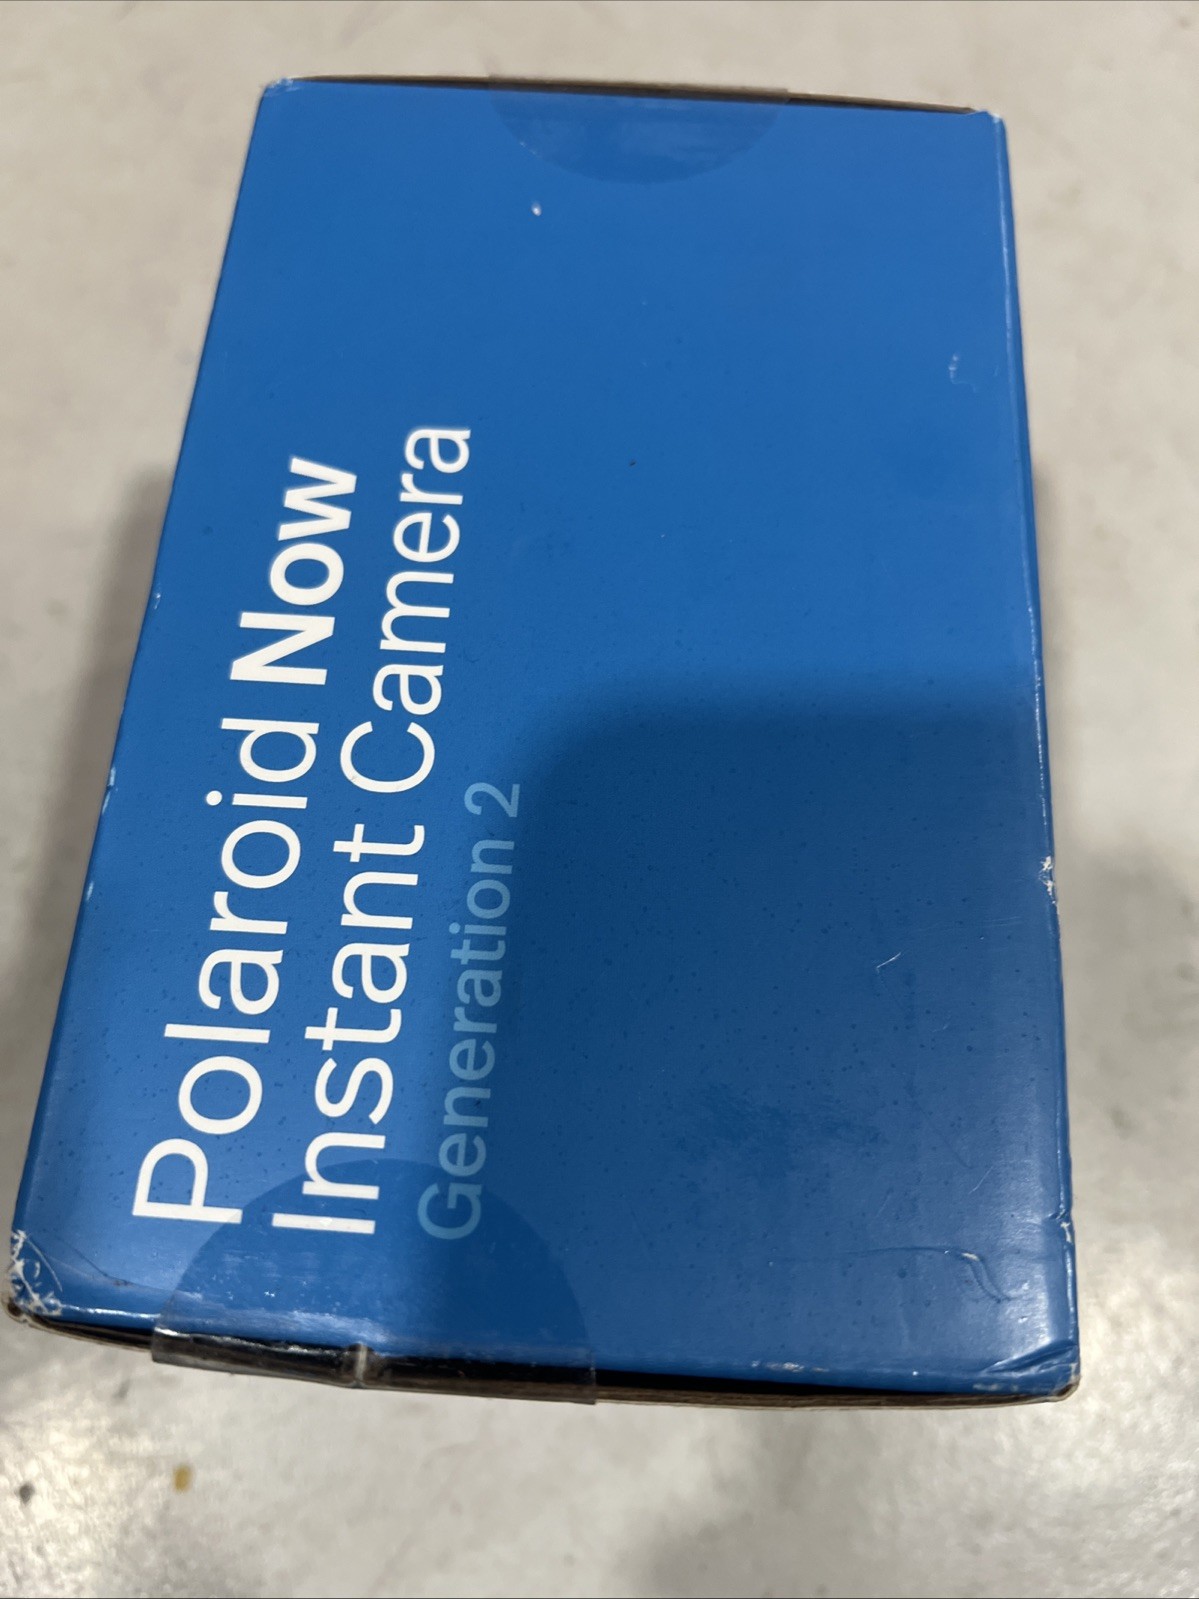 Polaroid Now
Instant Camera
Generation 2